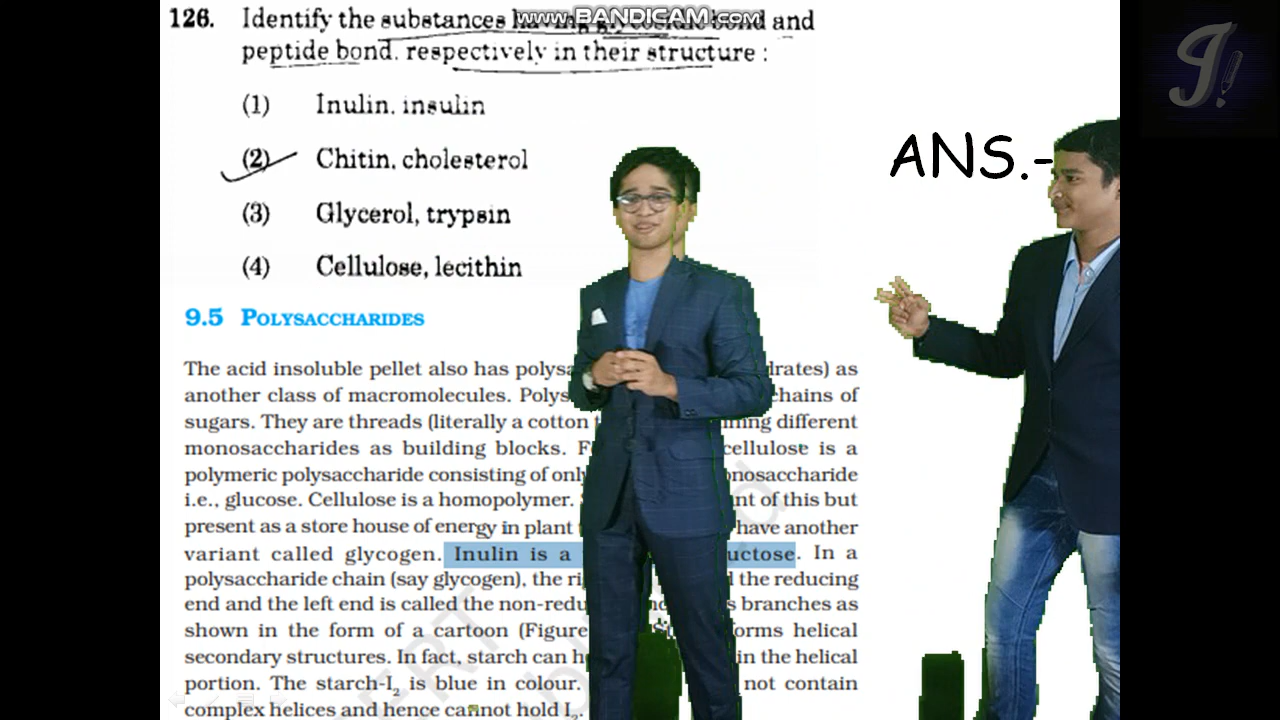 www.BANDICAM.com
126. Identify the substances having glycosidic bond and
peptide bond. respectively in their structure :
(1) Inulin. insulin
(2) Chitin, cholesterol
(3) Glycerol, trypsin
(4) Cellulose, lecithin
ANS.-
9.5 POLYSACCHARIDES
The acid insoluble pellet also has polysa drates) as
another class of macromolecules. Polys chains of
sugars. They are threads (literally a cotton ning different
monosaccharides as building blocks. F cellulose is a
polymeric polysaccharide consisting of only onosaccharide
i.e., glucose. Cellulose is a homopolymer. nt of this but
present as a store house of energy in plant have another
variant called glycogen. Inulin is a uctose. In a
polysaccharide chain (say glycogen), the ri the reducing
end and the left end is called the non-redu s branches as
shown in the form of a cartoon (Figure forms helical
secondary structures. In fact, starch can h in the helical
portion. The starch-I₂ is blue in colour. not contain
complex helices and hence cannot hold I₂.